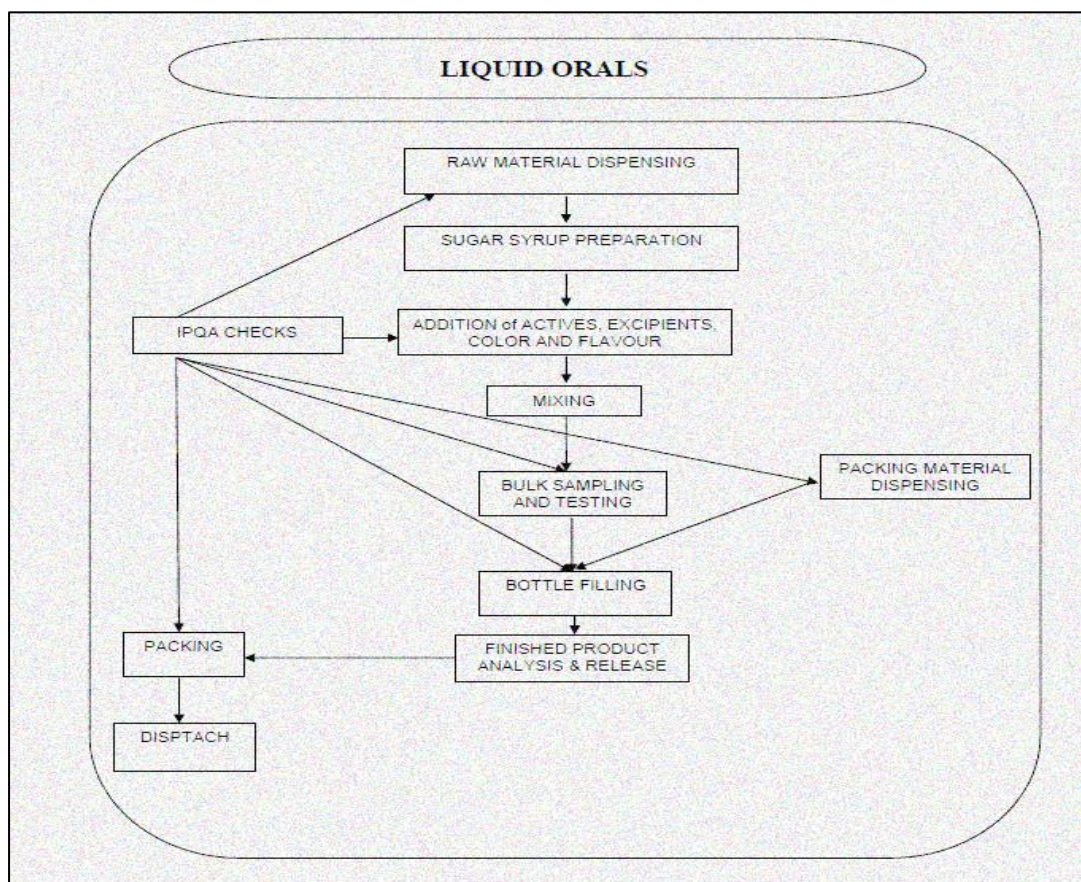 LIQUID ORALS
RAW MATERIAL DISPENSING
SUGAR SYRUP PREPARATION
IPQA CHECKS
ADDITION of ACTIVES, EXCIPIENTS,
COLOR AND FLAVOUR
MIXING
BULK SAMPLING
AND TESTING
PACKING MATERIAL
DISPENSING
BOTTLE FILLING
PACKING
FINISHED PRODUCT
ANALYSIS & RELEASE
DISPTACH